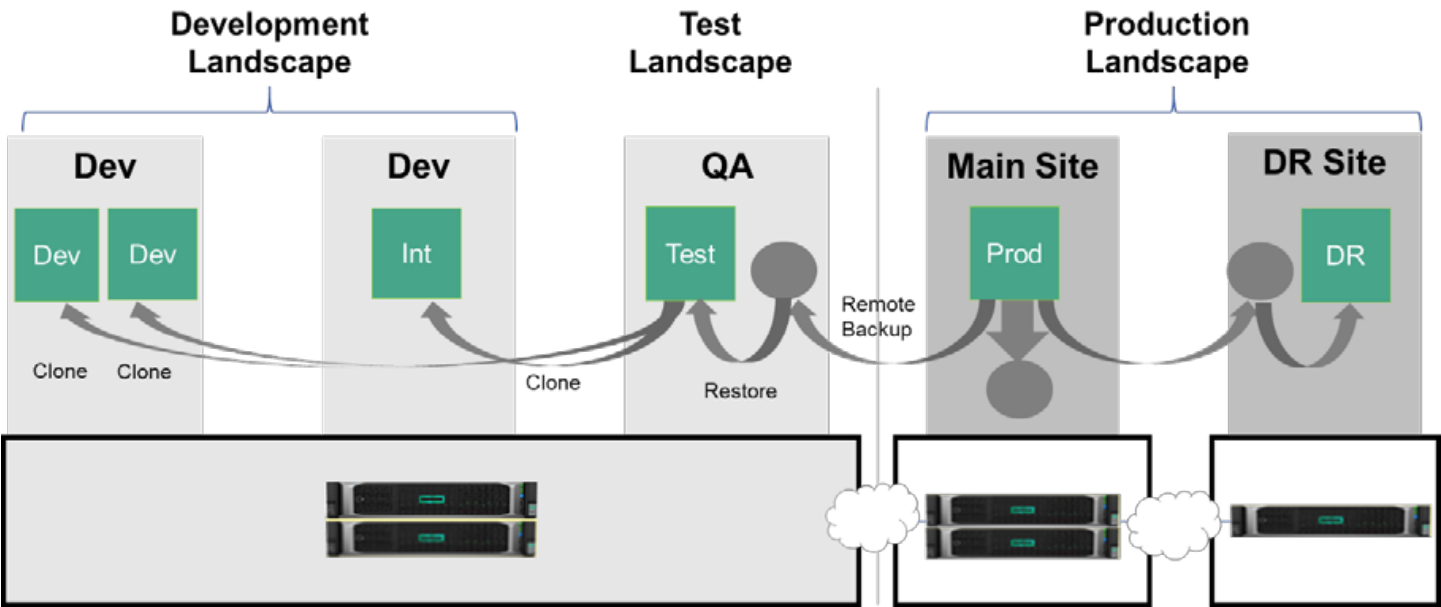 Development
Landscape
Test
Landscape
Production
Landscape
Dev
Dev
QA
Main Site
DR Site
Dev
Dev
Int
Test
Prod
DR
Remote
Backup
Clone
Clone
Clone
Restore